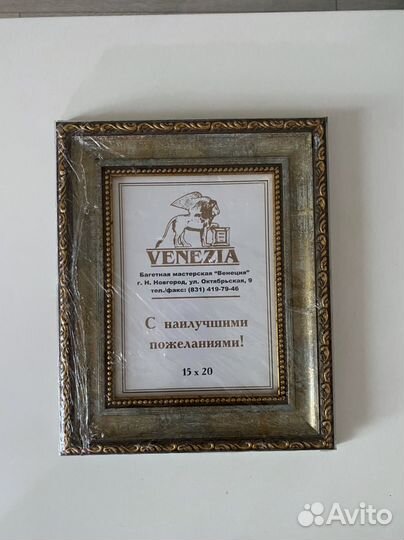 VENEZIA
Багетная мастерская "Венеция"
г. Н. Новгород, ул. Октябрьская, 9
тел./факс: (831) 419-79-46
С наилучшими
пожеланиями!
15 x 20
Avito